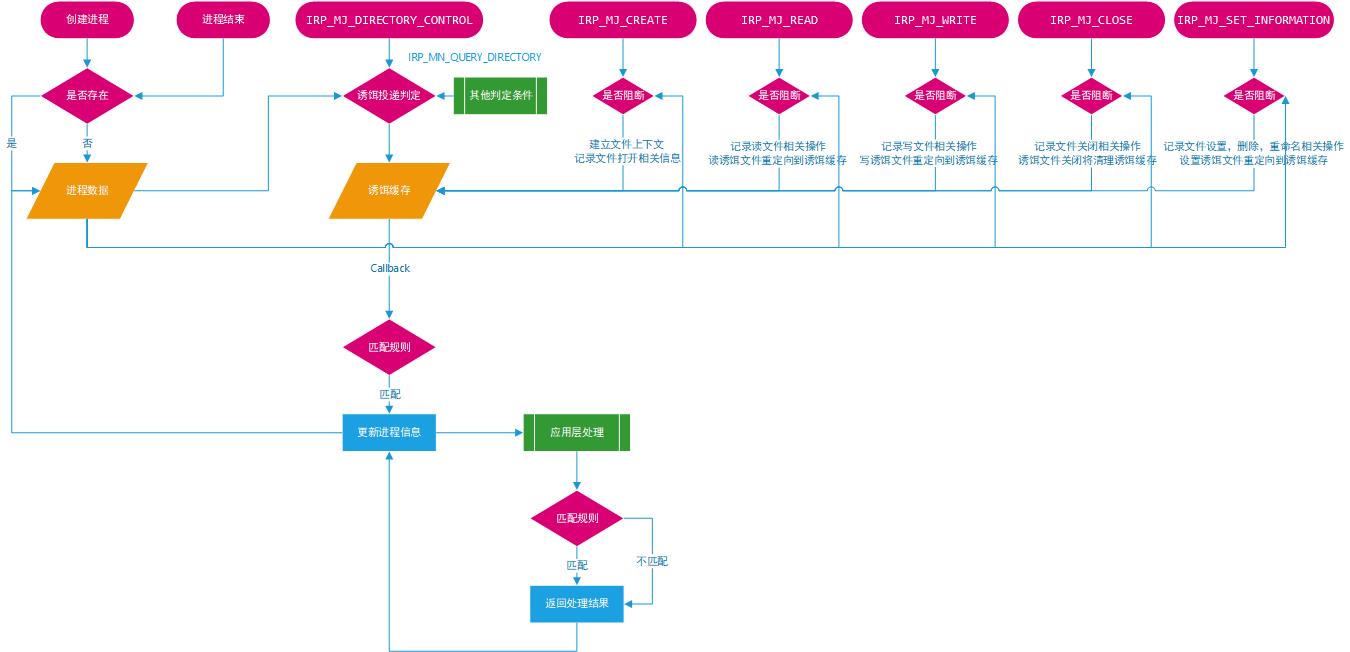 创建进程
进程结束
IRP_MJ_DIRECTORY_CONTROL
IRP_MJ_CREATE
IRP_MJ_READ
IRP_MJ_WRITE
IRP_MJ_CLOSE
IRP_MJ_SET_INFORMATION
IRP_MN_QUERY_DIRECTORY
是否存在
诱饵投递判定
其他判定条件
是否阻断
是否阻断
是否阻断
是否阻断
是否阻断
是
否
建立文件上下文
记录文件打开相关信息
记录读文件相关操作
读诱饵文件重定向到诱饵缓存
记录写文件相关操作
写诱饵文件重定向到诱饵缓存
记录文件关闭相关操作
诱饵文件关闭将清理诱饵缓存
记录文件设置，删除，重命名相关操作
设置诱饵文件重定向到诱饵缓存
进程数据
诱饵缓存
Callback
匹配规则
匹配
更新进程信息
应用层处理
匹配规则
匹配
不匹配
返回处理结果